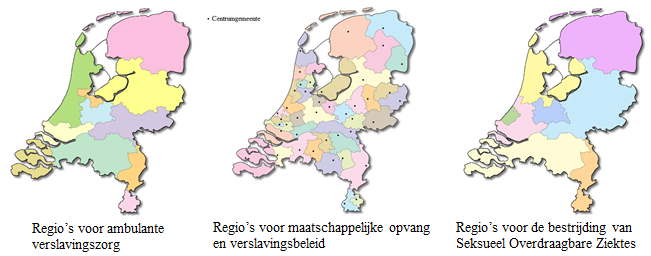 • Centrumgemeente
Regio's voor ambulante
verslavingszorg
Regio's voor maatschappelijke opvang
en verslavingsbeleid
Regio's voor de bestrijding van
Seksueel Overdraagbare Ziektes